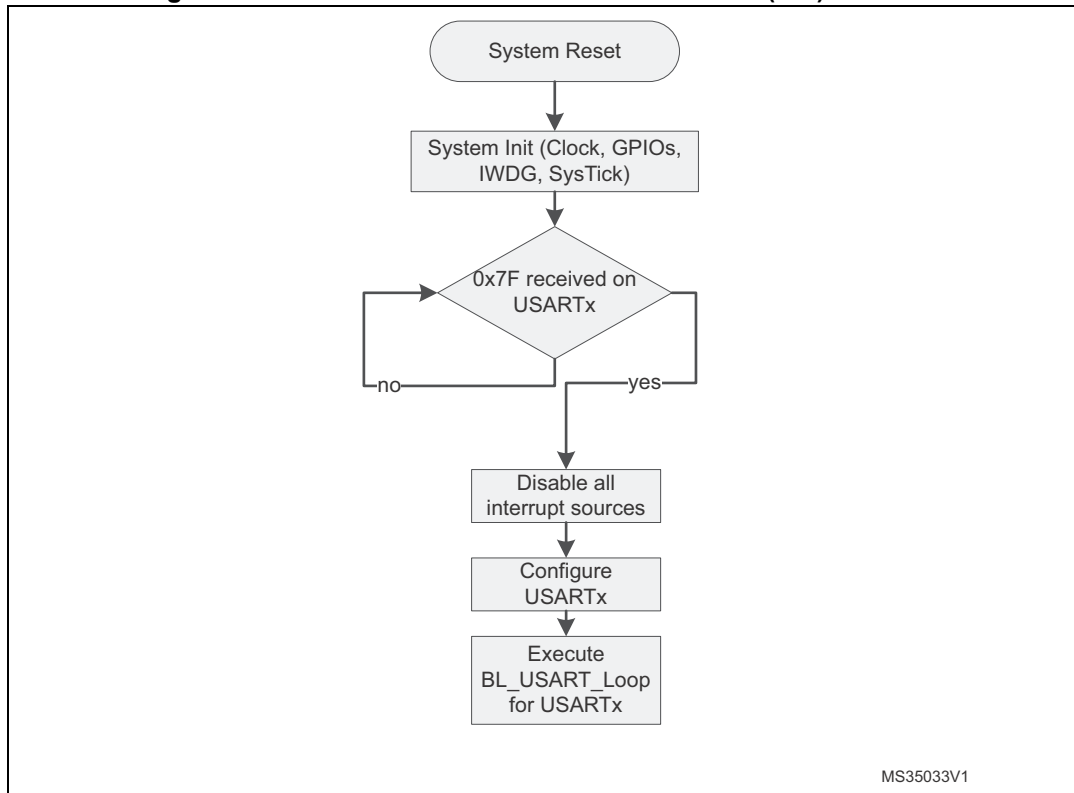 System Reset
System Init (Clock, GPIOs,
IWDG, SysTick)
0x7F received on
USARTx
no
yes
Disable all
interrupt sources
Configure
USARTx
Execute
BL_USART_Loop
for USARTx
MS35033V1